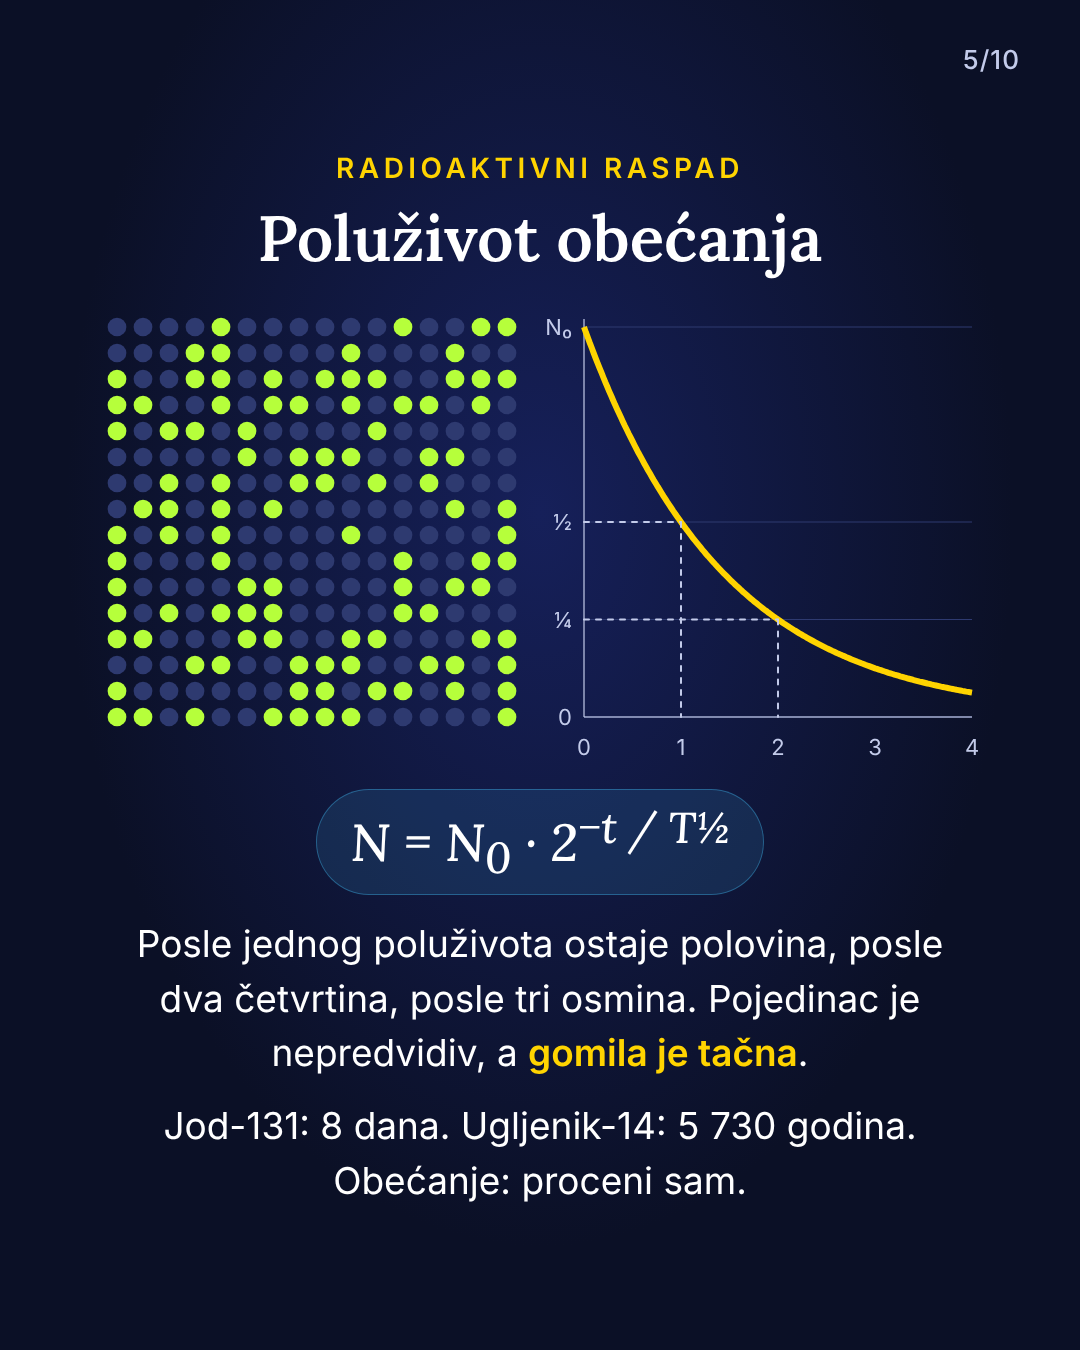 5/10
RADIOAKTIVNI RASPAD
Poluživot obećanja
N₀
½
¼
0
0 1 2 3 4
N = N₀ · 2⁻ᵗ / ᵀ½
Posle jednog poluživota ostaje polovina, posle
dva četvrtina, posle tri osmina. Pojedinac je
nepredvidiv, a gomila je tačna.
Jod-131: 8 dana. Ugljenik-14: 5 730 godina.
Obećanje: proceni sam.